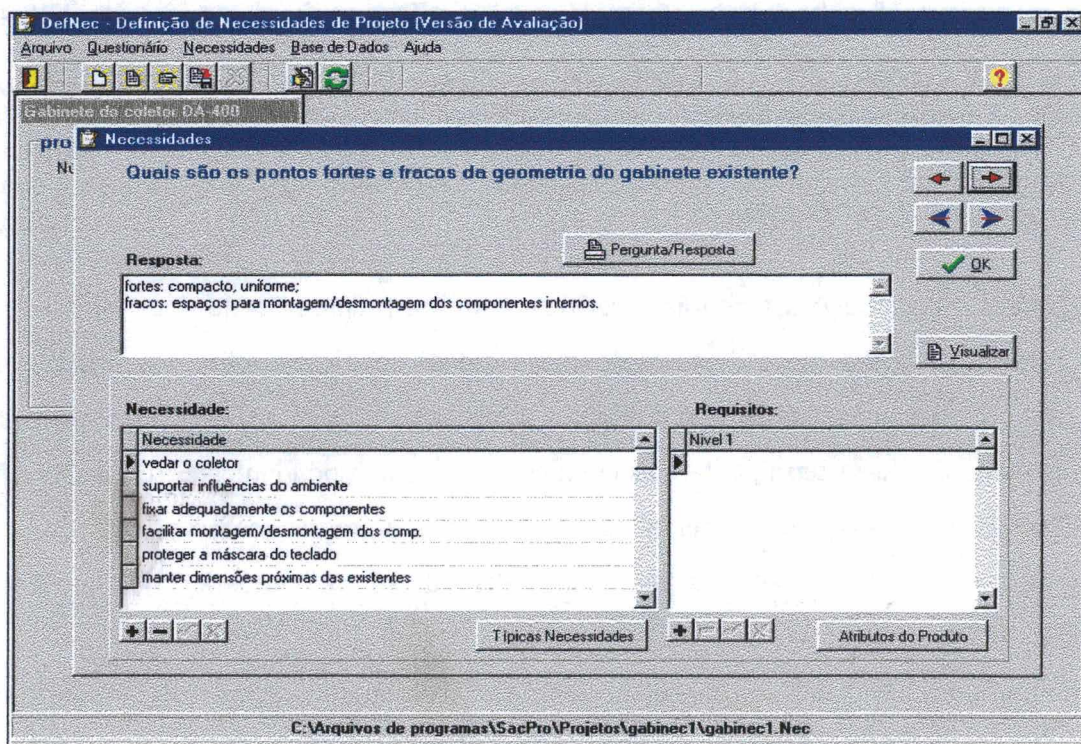 DefNec - Definição de Necessidades de Projeto (Versão de Avaliação)
Arquivo Questionário Necessidades Base de Dados Ajuda
Gabinete do coletor DA-400
pro
Necessidades
Quais são os pontos fortes e fracos da geometria do gabinete existente?
Pergunta/Resposta
Resposta:
OK
fortes: compacto, uniforme;
fracos: espaços para montagem/desmontagem dos componentes internos.
Visualizar
Necessidade:
Requisitos:
Necessidade
Nivel 1
vedar o coletor
suportar influências do ambiente
fixar adequadamente os componentes
facilitar montagem/desmontagem dos comp.
proteger a máscara do teclado
manter dimensões próximas das existentes
Típicas Necessidades
Atributos do Produto
C:\Arquivos de programas\SacPro\Projetos\gabinec1\gabinec1.Nec